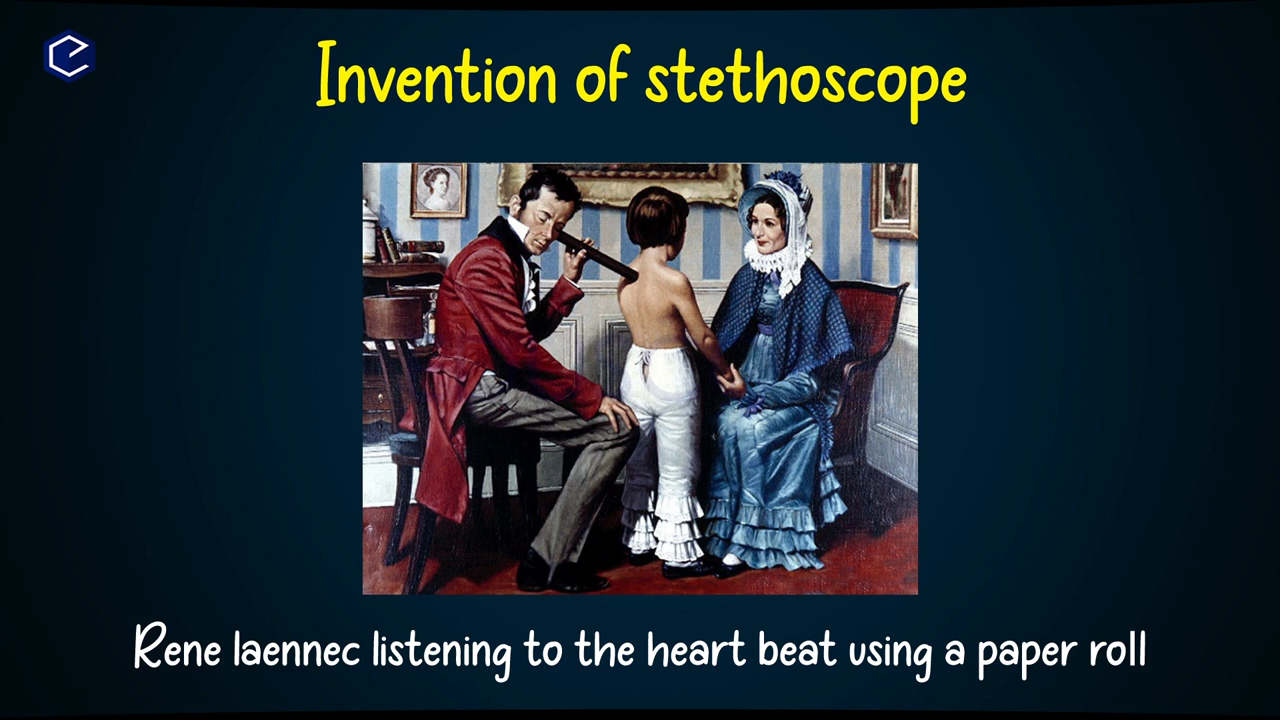 Invention of stethoscope
Rene laennec listening to the heart beat using a paper roll